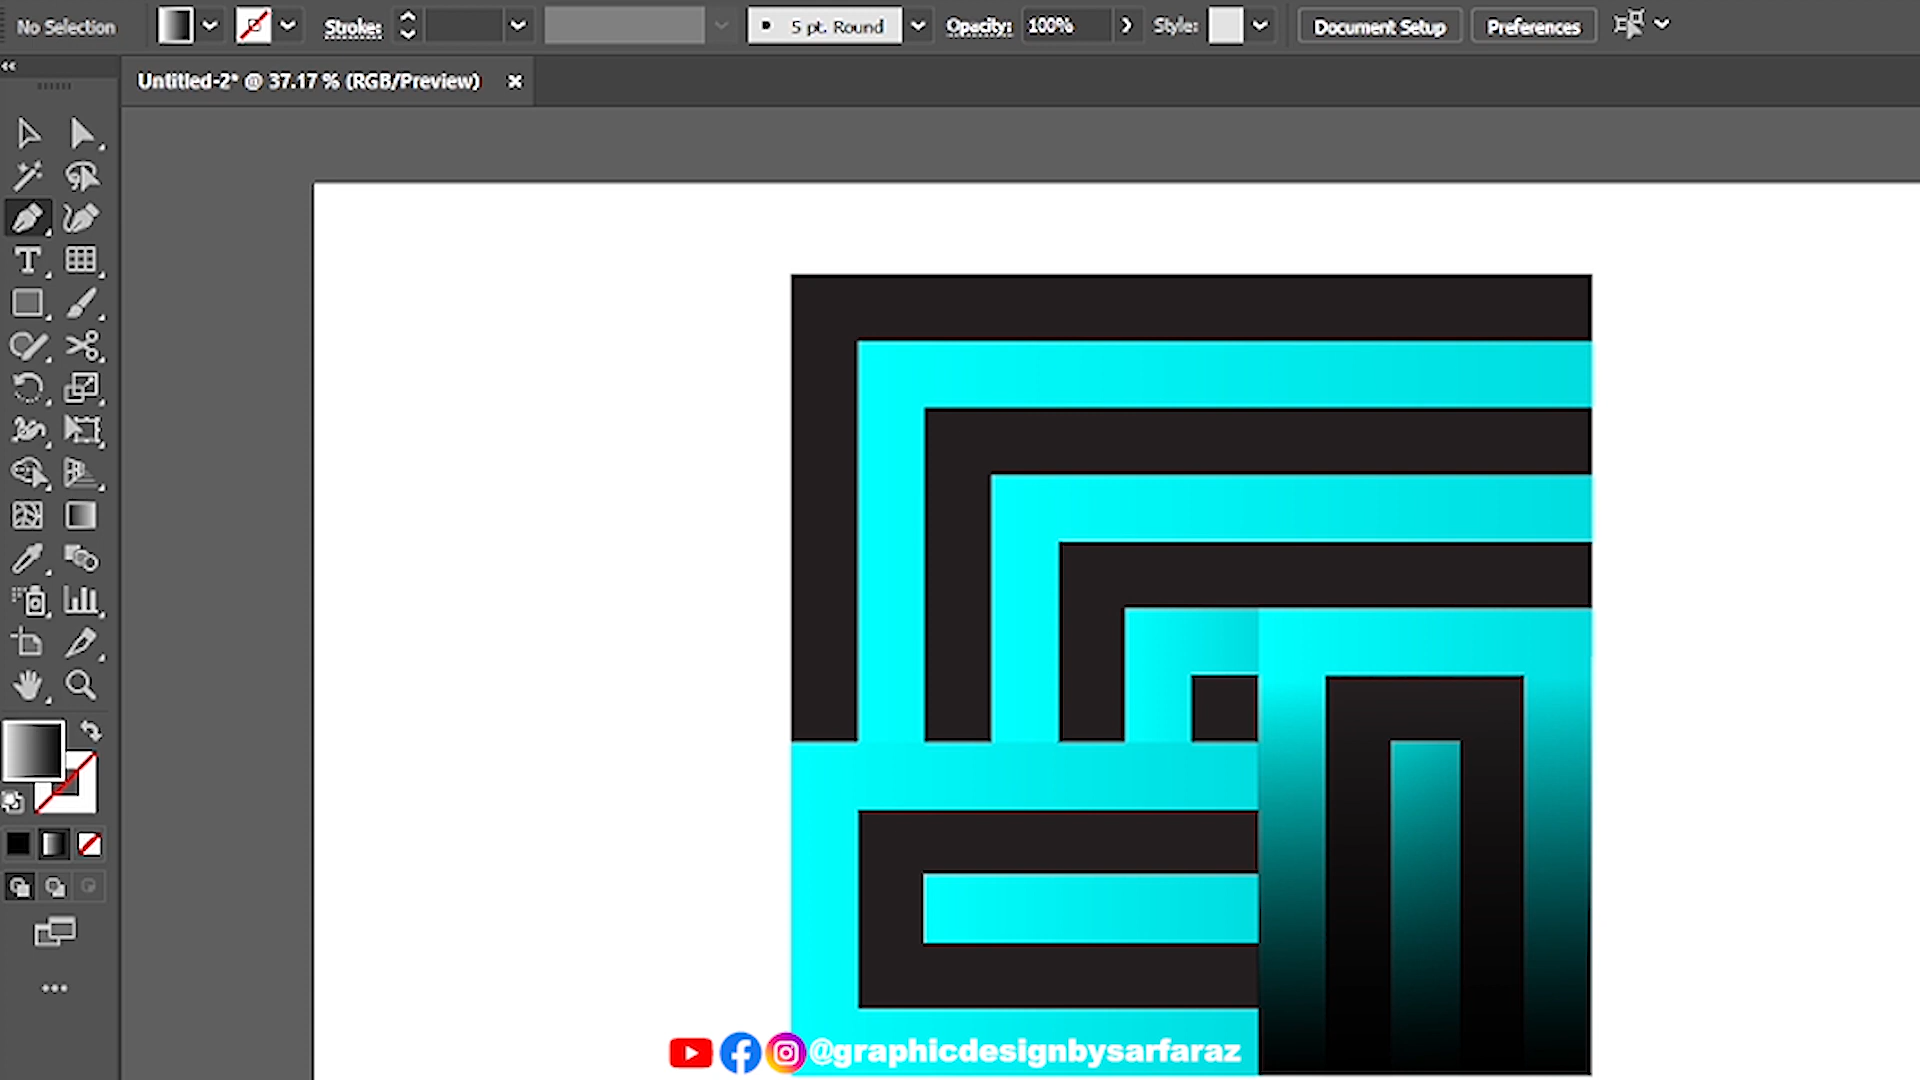 No Selection
Stroke:
5 pt. Round
Opacity: 100%
Style:
Document Setup
Preferences
Untitled-2* @ 37.17 % (RGB/Preview)
@graphicdesignbysarfaraz